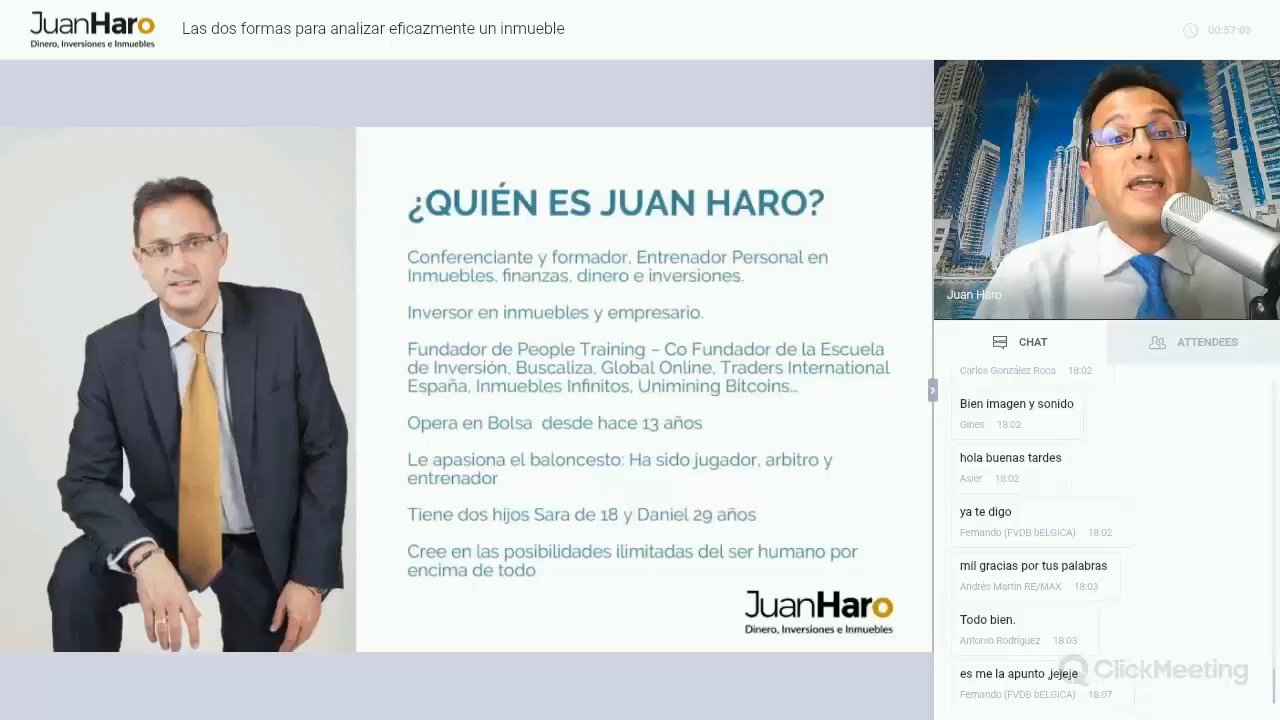 JuanHaro
Dinero, Inversiones e Inmuebles
Las dos formas para analizar eficazmente un inmueble
00:57:03
¿QUIÉN ES JUAN HARO?
Conferenciante y formador. Entrenador Personal en
Inmuebles. finanzas, dinero e inversiones.
Inversor en inmuebles y empresario.
Fundador de People Training – Co Fundador de la Escuela
de Inversión, Buscaliza, Global Online, Traders International
España, Inmuebles Infinitos, Unimining Bitcoins...
Opera en Bolsa desde hace 13 años
Le apasiona el baloncesto: Ha sido jugador, arbitro y
entrenador
Tiene dos hijos Sara de 18 y Daniel 29 años
Cree en las posibilidades ilimitadas del ser humano por
encima de todo
JuanHaro
Dinero, Inversiones e Inmuebles
Juan Haro
CHAT
ATTENDEES
Carlos González Roca 18:02
Bien imagen y sonido
Gines 18:02
hola buenas tardes
Asier 18:02
ya te digo
Fernando (FVDB bELGICA) 18:02
mil gracias por tus palabras
Andrés Martin RE/MAX 18:03
Todo bien.
Antonio Rodríguez 18:03
es me la apunto ,jejeje
Fernando (FVDB bELGICA) 18:07
ClickMeeting